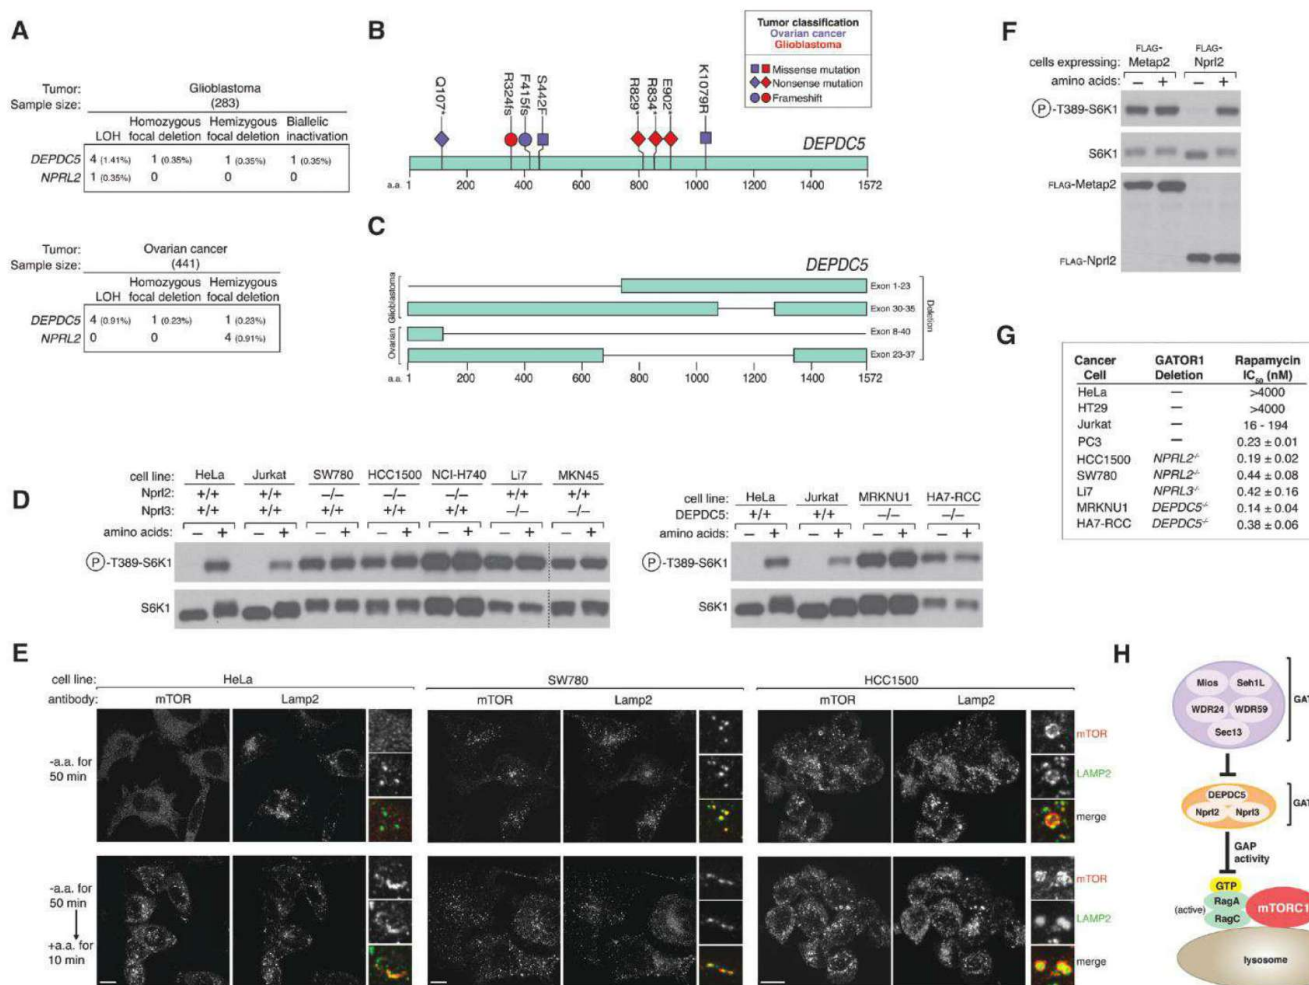 A
Tumor: Glioblastoma
Sample size: (283)
LOH Homozygous focal deletion Hemizygous focal deletion Biallelic inactivation
DEPDC5 4 (1.41%) 1 (0.35%) 1 (0.35%) 1 (0.35%)
NPRL2 1 (0.35%) 0 0 0
Tumor: Ovarian cancer
Sample size: (441)
LOH Homozygous focal deletion Hemizygous focal deletion
DEPDC5 4 (0.91%) 1 (0.23%) 1 (0.23%)
NPRL2 0 0 4 (0.91%)
B
Tumor classification
Ovarian cancer
Glioblastoma
Missense mutation
Nonsense mutation
Frameshift
Q107*
R324fs
F415fs
S442F
R829*
R834*
E902*
K1079R
DEPDC5
a.a. 1 200 400 600 800 1000 1200 1400 1572
C
DEPDC5
Glioblastoma
Ovarian
Exon 1-23
Exon 30-35
Exon 8-40
Exon 23-37
Deletion
a.a. 1 200 400 600 800 1000 1200 1400 1572
D
cell line: HeLa Jurkat SW780 HCC1500 NCI-H740 Li7 MKN45
Nprl2: +/+ +/+ –/– –/– –/– +/+ +/+
Nprl3: +/+ +/+ +/+ +/+ +/+ –/– –/–
amino acids: – + – + – + – + – + – + – +
P-T389-S6K1
S6K1
cell line: HeLa Jurkat MRKNU1 HA7-RCC
DEPDC5: +/+ +/+ –/– –/–
amino acids: – + – + – + – +
P-T389-S6K1
S6K1
E
cell line: HeLa SW780 HCC1500
antibody: mTOR Lamp2 mTOR Lamp2 mTOR Lamp2
-a.a. for
50 min
mTOR
LAMP2
merge
-a.a. for
50 min
+a.a. for
10 min
mTOR
LAMP2
merge
F
cells expressing: FLAG-Metap2 FLAG-Nprl2
amino acids: – + – +
P-T389-S6K1
S6K1
FLAG-Metap2
FLAG-Nprl2
G
Cancer Cell GATOR1 Deletion Rapamycin IC50 (nM)
HeLa — >4000
HT29 — >4000
Jurkat — 16 - 194
PC3 — 0.23 ± 0.01
HCC1500 NPRL2-/- 0.19 ± 0.02
SW780 NPRL2-/- 0.44 ± 0.08
Li7 NPRL3-/- 0.42 ± 0.16
MRKNU1 DEPDC5-/- 0.14 ± 0.04
HA7-RCC DEPDC5-/- 0.38 ± 0.06
H
Mios Seh1L
WDR24 WDR59
Sec13
GAT
DEPDC5
Nprl2 Nprl3
GAT
GAP
activity
GTP
RagA
(active)
RagC
mTORC1
lysosome